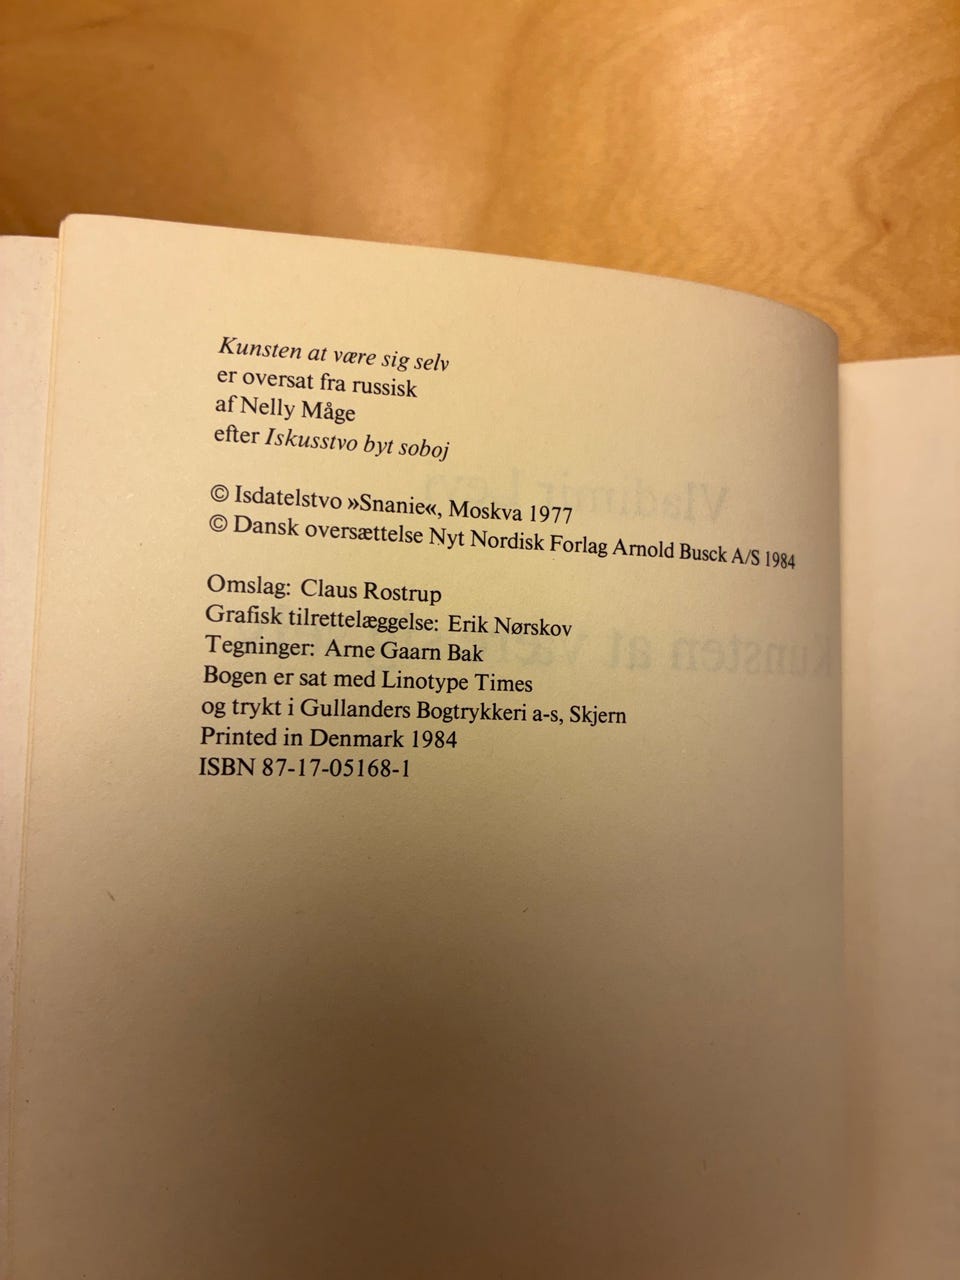 Kunsten at være sig selv
er oversat fra russisk
af Nelly Måge
efter Iskusstvo byt soboj
© Isdatelstvo »Snanie«, Moskva 1977
© Dansk oversættelse Nyt Nordisk Forlag Arnold Busck A/S 1984
Omslag: Claus Rostrup
Grafisk tilrettelæggelse: Erik Nørskov
Tegninger: Arne Gaarn Bak
Bogen er sat med Linotype Times
og trykt i Gullanders Bogtrykkeri a-s, Skjern
Printed in Denmark 1984
ISBN 87-17-05168-1